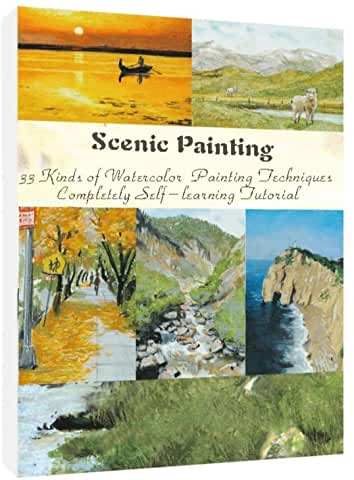 Scenic Painting
33 Kinds of Watercolor Painting Techniques
Completely Self-learning Tutorial